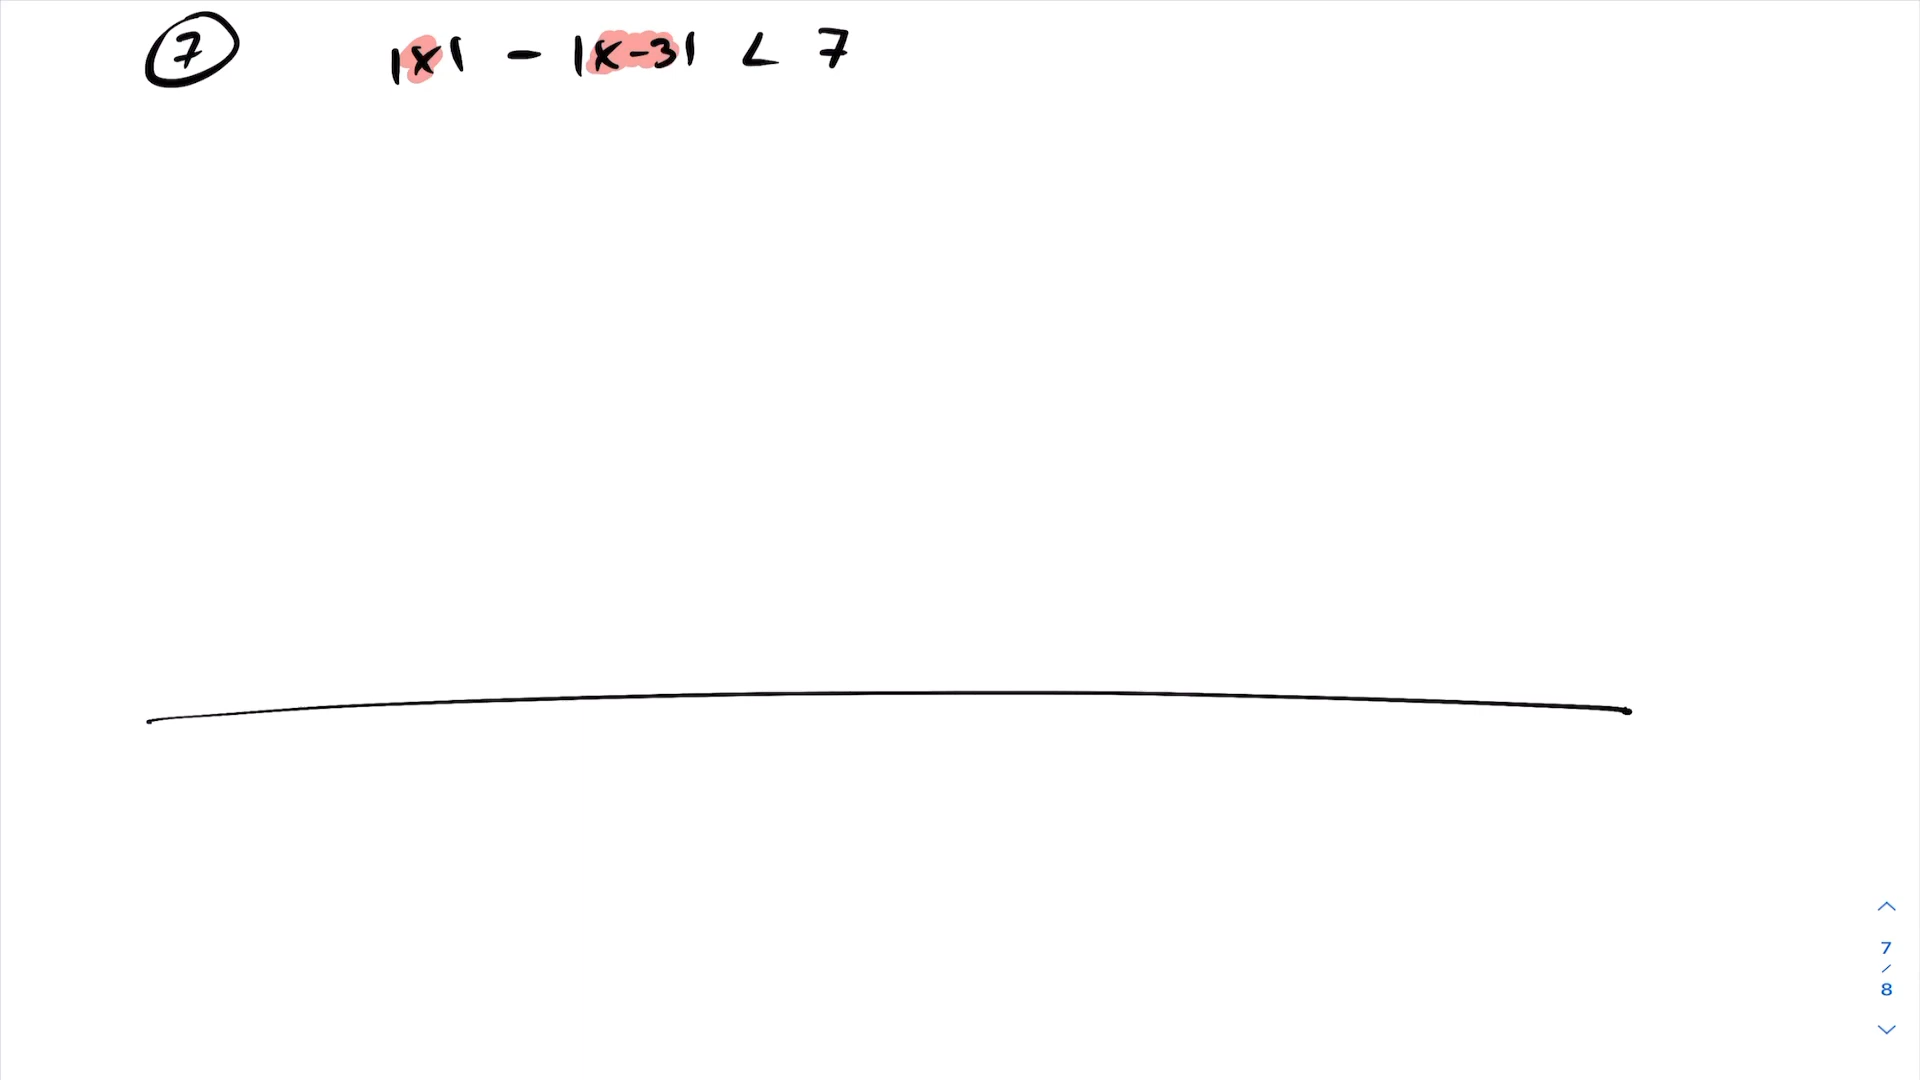 7 |x| - |x-3| < 7
7
/
8